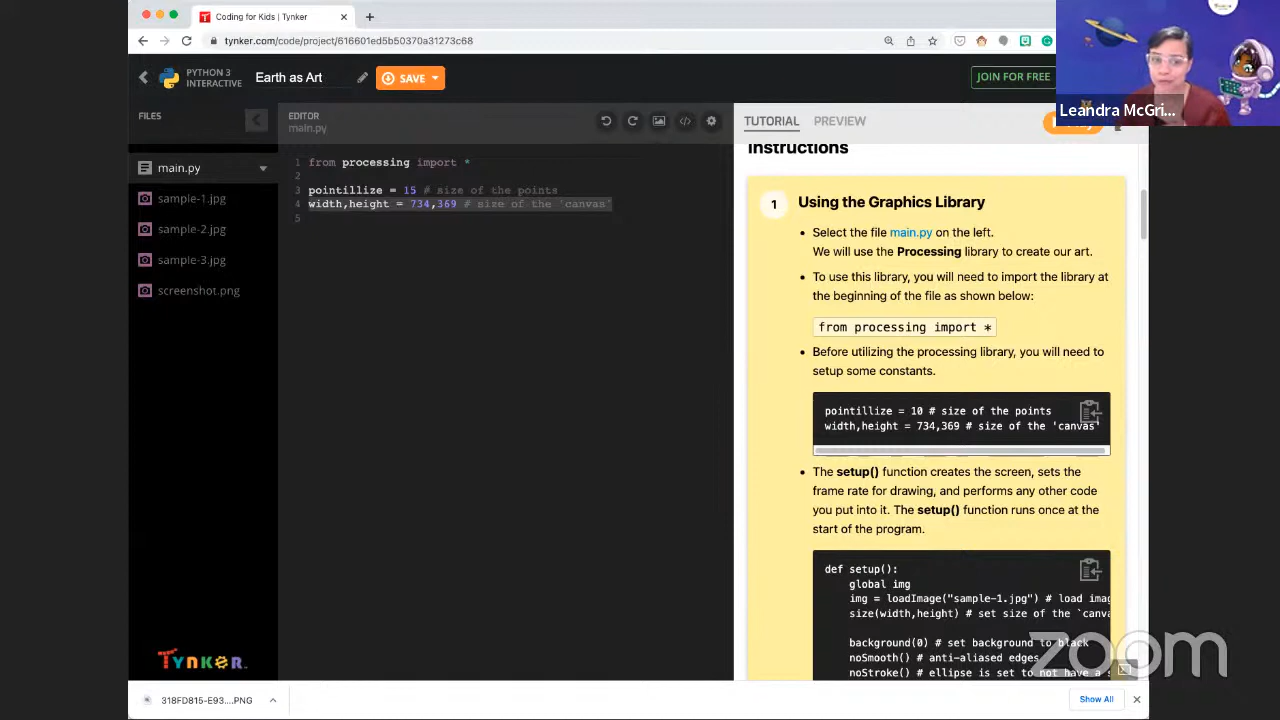 Coding for Kids | Tynker
tynker.com/code/project/616601ed5b50370a31273c68
PYTHON 3
INTERACTIVE
Earth as Art
SAVE
JOIN FOR FREE
Leandra McGri...
FILES
EDITOR
main.py
TUTORIAL
PREVIEW
main.py
sample-1.jpg
sample-2.jpg
sample-3.jpg
screenshot.png
1 from processing import *
2
3 pointillize = 15 # size of the points
4 width,height = 734,369 # size of the `canvas`
5
Instructions
1 Using the Graphics Library
• Select the file main.py on the left.
We will use the Processing library to create our art.
• To use this library, you will need to import the library at
the beginning of the file as shown below:
from processing import *
• Before utilizing the processing library, you will need to
setup some constants.
pointillize = 10 # size of the points
width,height = 734,369 # size of the 'canvas'
• The setup() function creates the screen, sets the
frame rate for drawing, and performs any other code
you put into it. The setup() function runs once at the
start of the program.
def setup():
global img
img = loadImage("sample-1.jpg") # load imag
size(width,height) # set size of the `canva
background(0) # set background to black
noSmooth() # anti-aliased edges
noStroke() # ellipse is set to not have a s
TYNKER
zoom
318FD815-E93....PNG
Show All